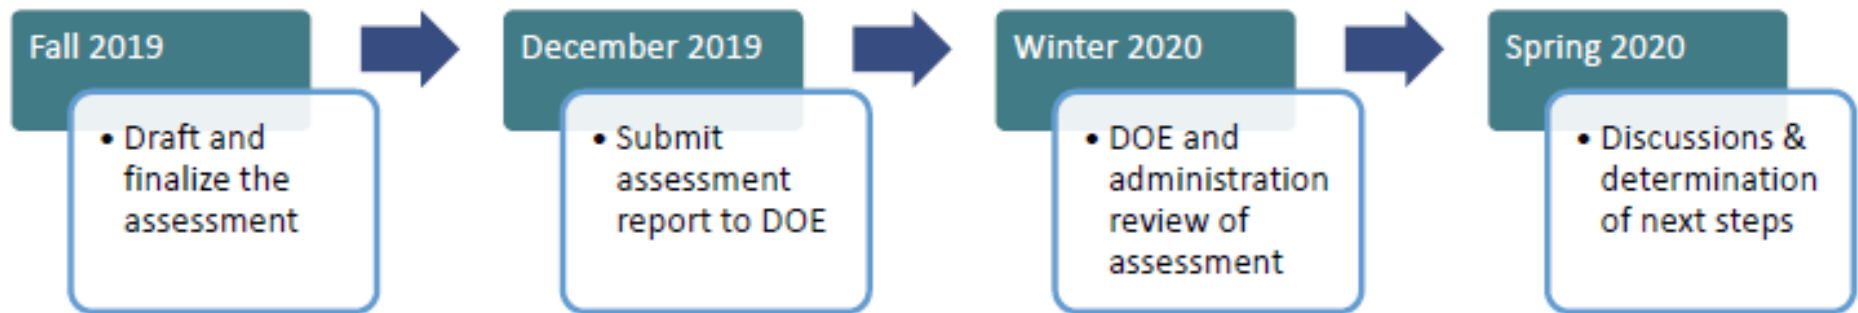 Fall 2019
• Draft and
finalize the
assessment
December 2019
• Submit
assessment
report to DOE
Winter 2020
• DOE and
administration
review of
assessment
Spring 2020
• Discussions &
determination
of next steps